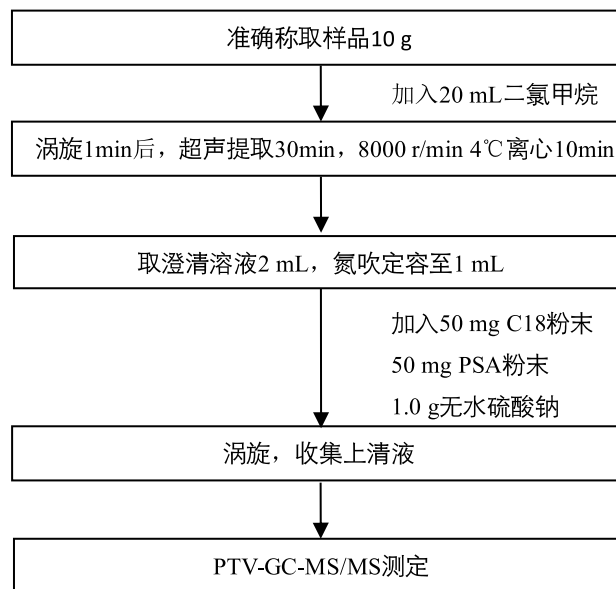 准确称取样品10 g
加入20 mL二氯甲烷
涡旋1min后，超声提取30min，8000 r/min 4℃离心10min
取澄清溶液2 mL，氮吹定容至1 mL
加入50 mg C18粉末
50 mg PSA粉末
1.0 g无水硫酸钠
涡旋，收集上清液
PTV-GC-MS/MS测定